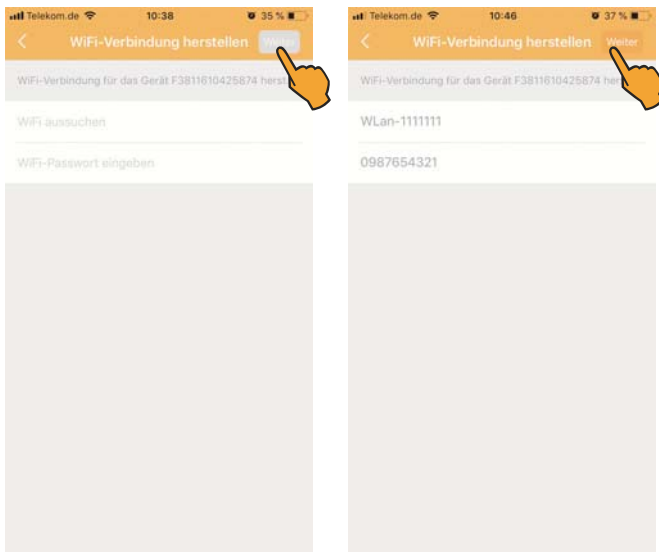 Telekom.de 10:38 35 %
WiFi-Verbindung herstellen Weiter
WiFi-Verbindung für das Gerät F3811610425874
WiFi aussuchen
WiFi-Passwort eingeben
Telekom.de 10:46 37 %
WiFi-Verbindung herstellen Weiter
WiFi-Verbindung für das Gerät F3811610425874
WLan-1111111
0987654321